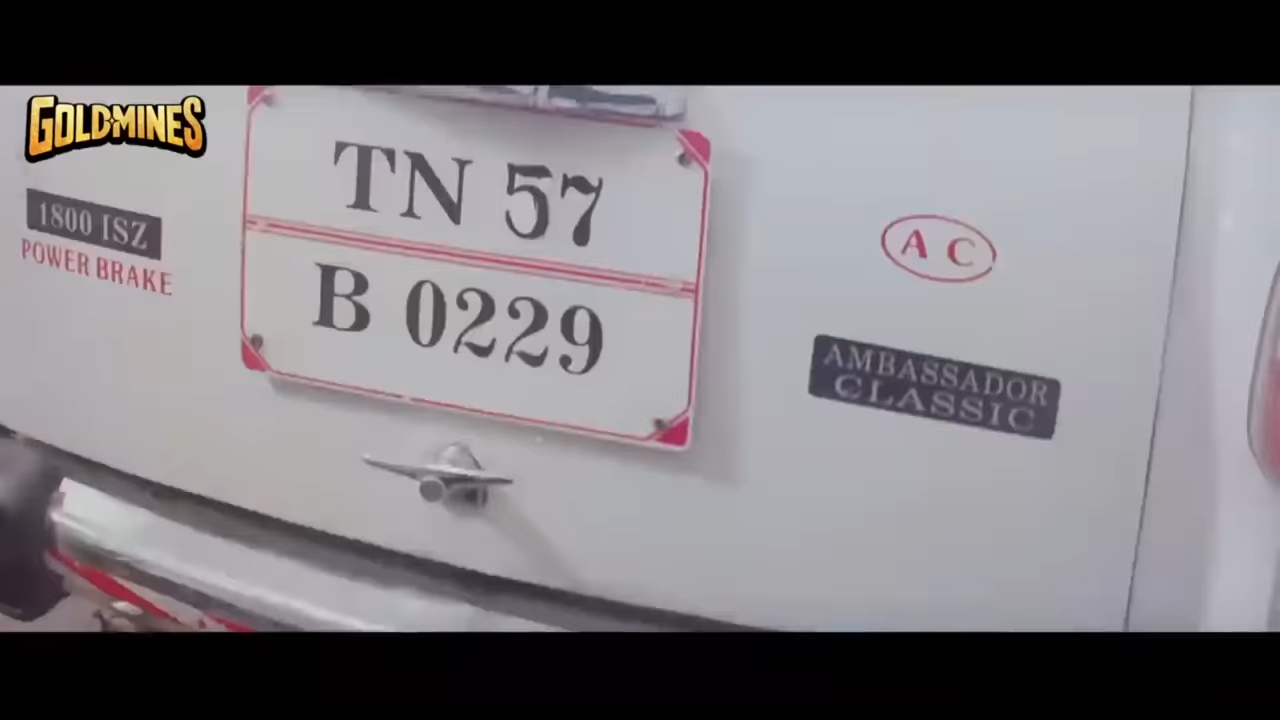 GOLDMINES
1800 ISZ
POWER BRAKE
TN 57
B 0229
A C
AMBASSADOR
CLASSIC